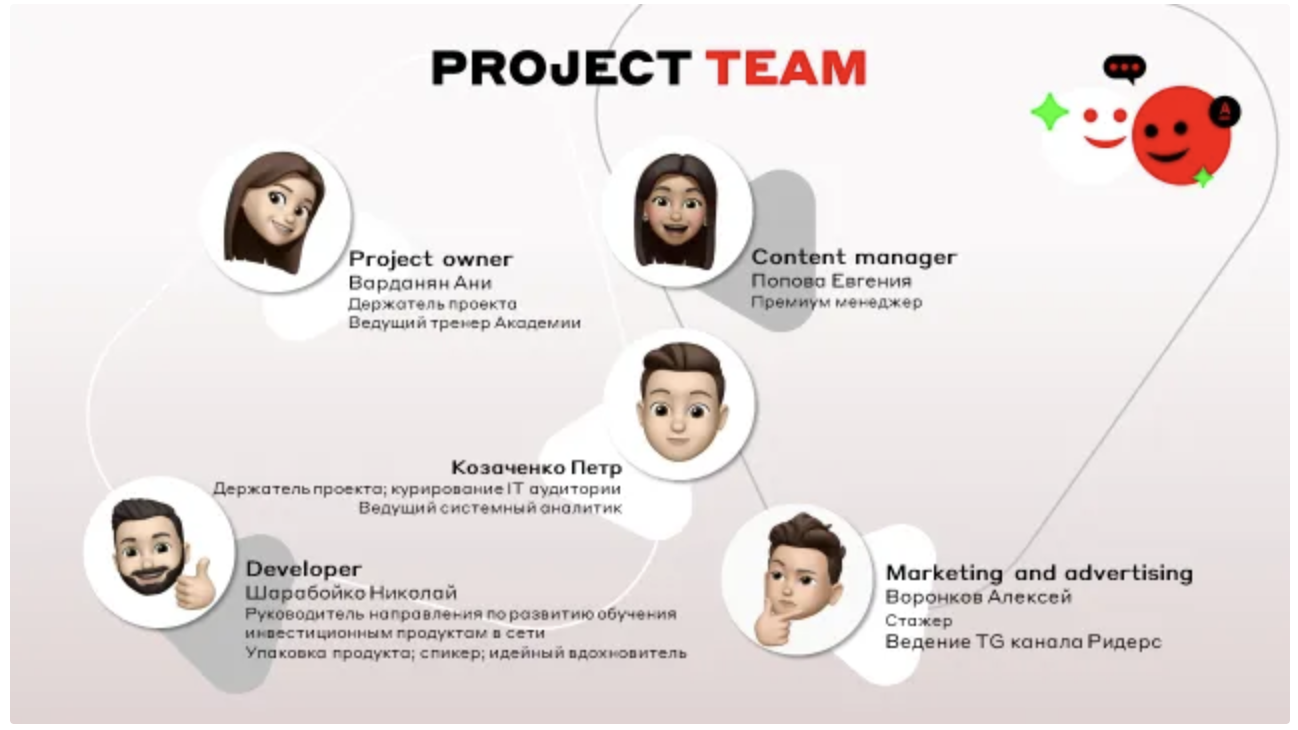 PROJECT TEAM
A
Project owner
Варданян Ани
Держатель проекта
Ведущий тренер Академии
Content manager
Попова Евгения
Премиум менеджер
Козаченко Петр
Держатель проекта; курирование IT аудитории
Ведущий системный аналитик
Developer
Шарабойко Николай
Руководитель направления по развитию обучения
инвестиционным продуктам в сети
Упаковка продукта; спикер; идейный вдохновитель
Marketing and advertising
Воронков Алексей
Стажер
Ведение TG канала Ридерс